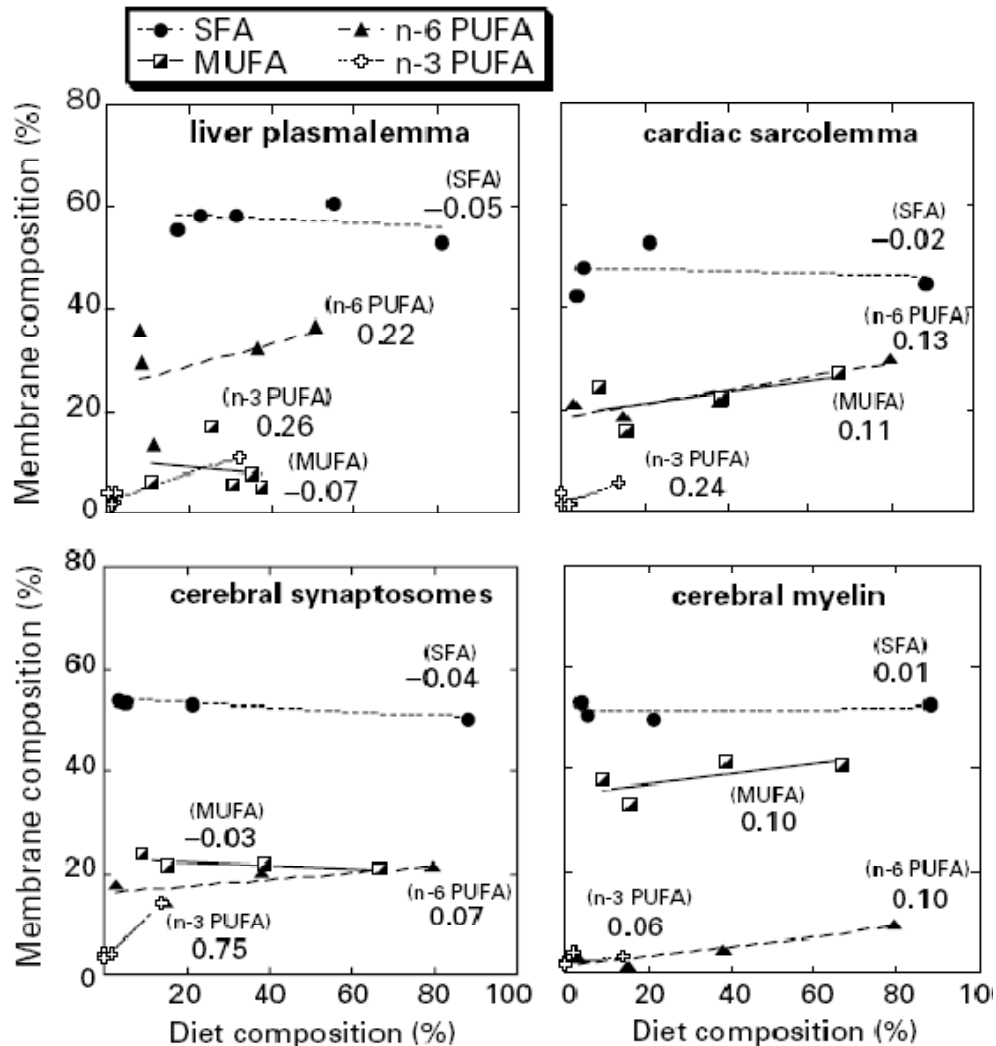 SFA n-6 PUFA
MUFA n-3 PUFA
Membrane composition (%)
80
60
40
20
0
liver plasmalemma
(SFA)
−0.05
(n-6 PUFA)
0.22
(n-3 PUFA)
0.26
(MUFA)
−0.07
cardiac sarcolemma
(SFA)
−0.02
(n-6 PUFA)
0.13
(MUFA)
0.11
(n-3 PUFA)
0.24
Membrane composition (%)
80
60
40
20
0
cerebral synaptosomes
(SFA)
−0.04
(MUFA)
−0.03
(n-6 PUFA)
0.07
(n-3 PUFA)
0.75
20 40 60 80 100
Diet composition (%)
cerebral myelin
(SFA)
0.01
(MUFA)
0.10
(n-6 PUFA)
0.10
(n-3 PUFA)
0.06
0 20 40 60 80 10
Diet composition (%)